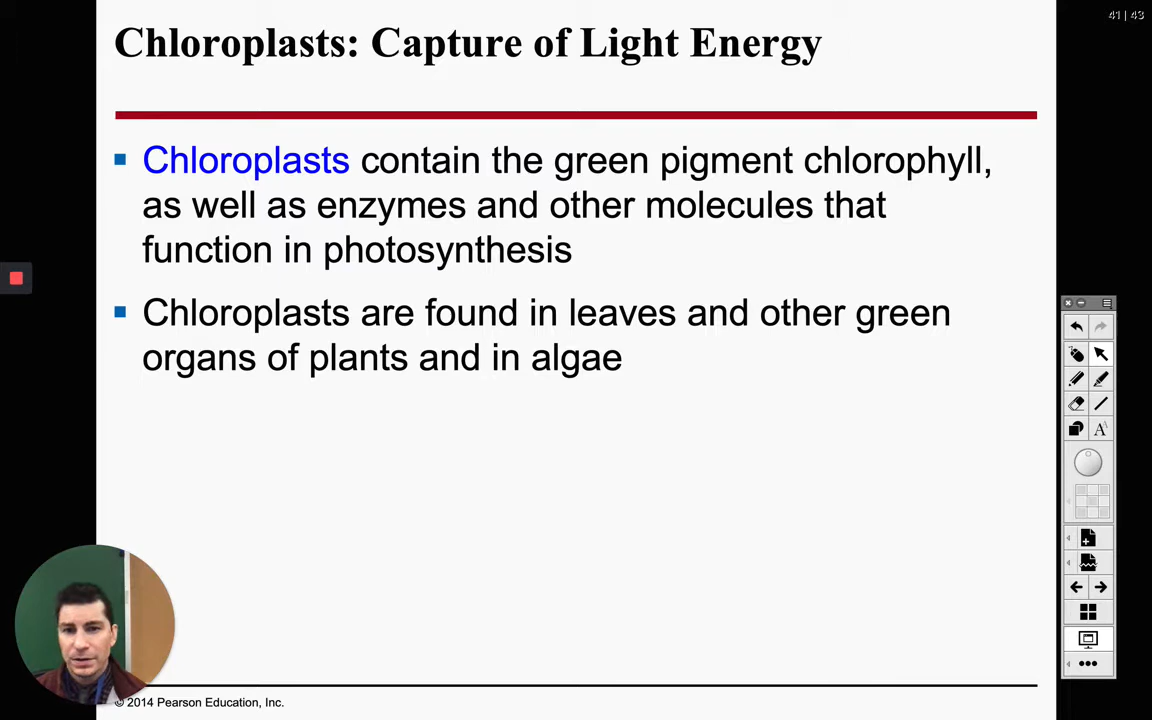 41 | 43
Chloroplasts: Capture of Light Energy
Chloroplasts contain the green pigment chlorophyll,
as well as enzymes and other molecules that
function in photosynthesis
Chloroplasts are found in leaves and other green
organs of plants and in algae
A
© 2014 Pearson Education, Inc.